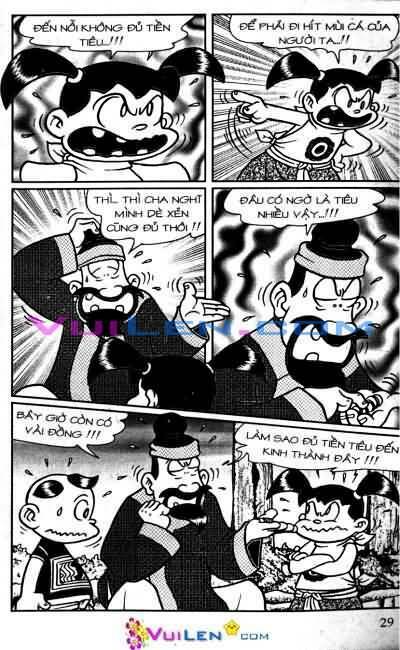 ĐẾN NỖI KHÔNG ĐỦ TIỀN
TIÊU..!!!
ĐỂ PHẢI ĐI HÍT MÙI CÁ CỦA
NGƯỜI TA..!!
THÌ... THÌ CHA NGHĨ
MÌNH DÈ XẺN
CŨNG ĐỦ THÔI !!
ĐÂU CÓ NGỜ LÀ TIÊU
NHIỀU VẬY...!!!
VUILEN.COM
BÂY GIỜ CÒN CÓ
VÀI ĐỒNG !!!
LÀM SAO ĐỦ TIỀN TIÊU ĐẾN
KINH THÀNH ĐÂY !!!
29
VUILEN.COM